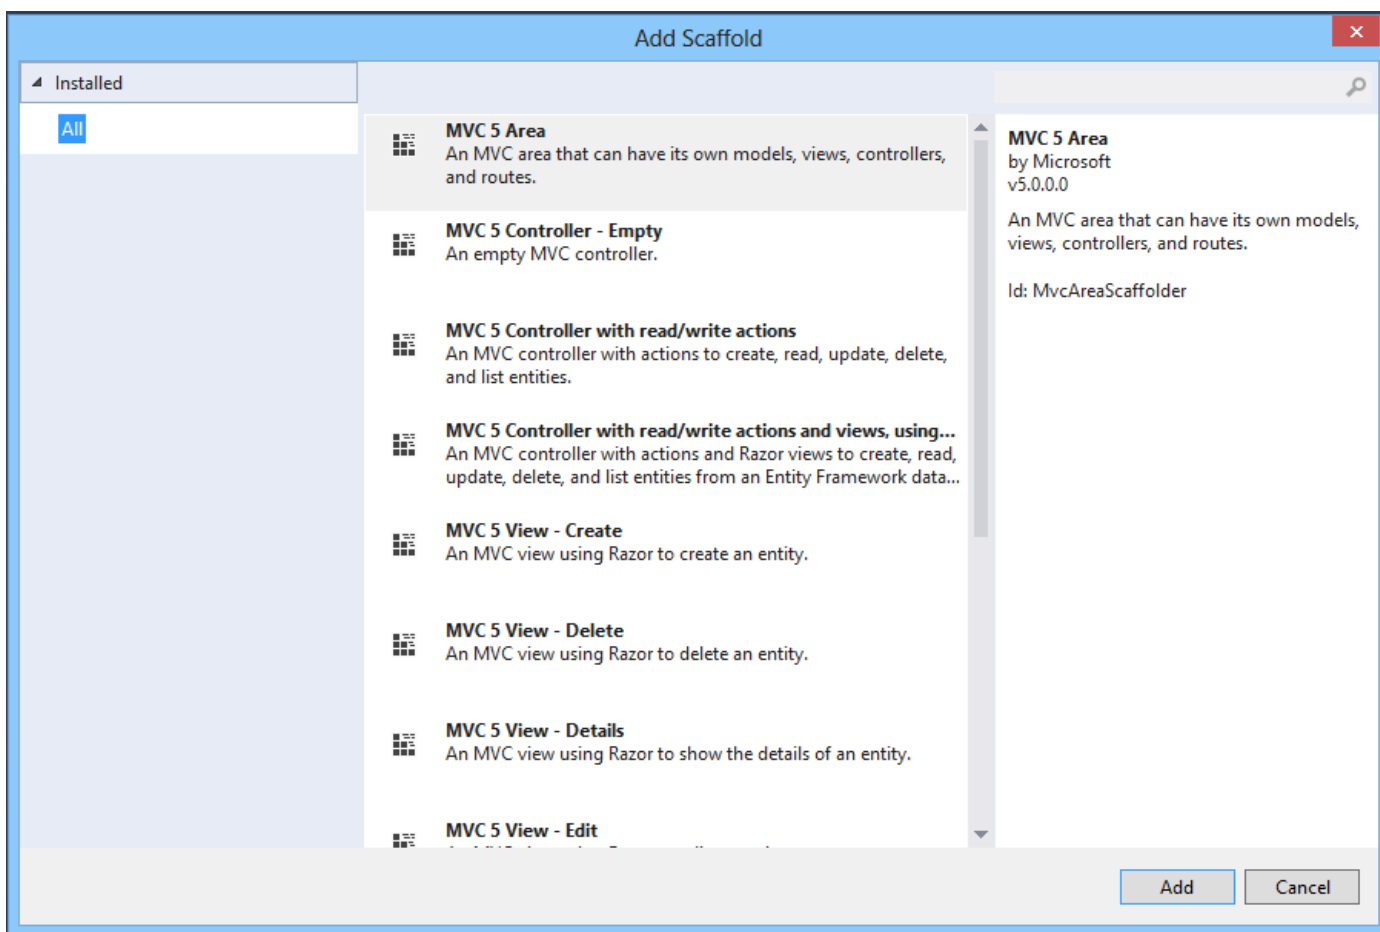 Add Scaffold
Installed
All
MVC 5 Area
An MVC area that can have its own models, views, controllers,
and routes.
MVC 5 Controller - Empty
An empty MVC controller.
MVC 5 Controller with read/write actions
An MVC controller with actions to create, read, update, delete,
and list entities.
MVC 5 Controller with read/write actions and views, using...
An MVC controller with actions and Razor views to create, read,
update, delete, and list entities from an Entity Framework data...
MVC 5 View - Create
An MVC view using Razor to create an entity.
MVC 5 View - Delete
An MVC view using Razor to delete an entity.
MVC 5 View - Details
An MVC view using Razor to show the details of an entity.
MVC 5 View - Edit
MVC 5 Area
by Microsoft
v5.0.0.0
An MVC area that can have its own models,
views, controllers, and routes.
Id: MvcAreaScaffolder
Add
Cancel